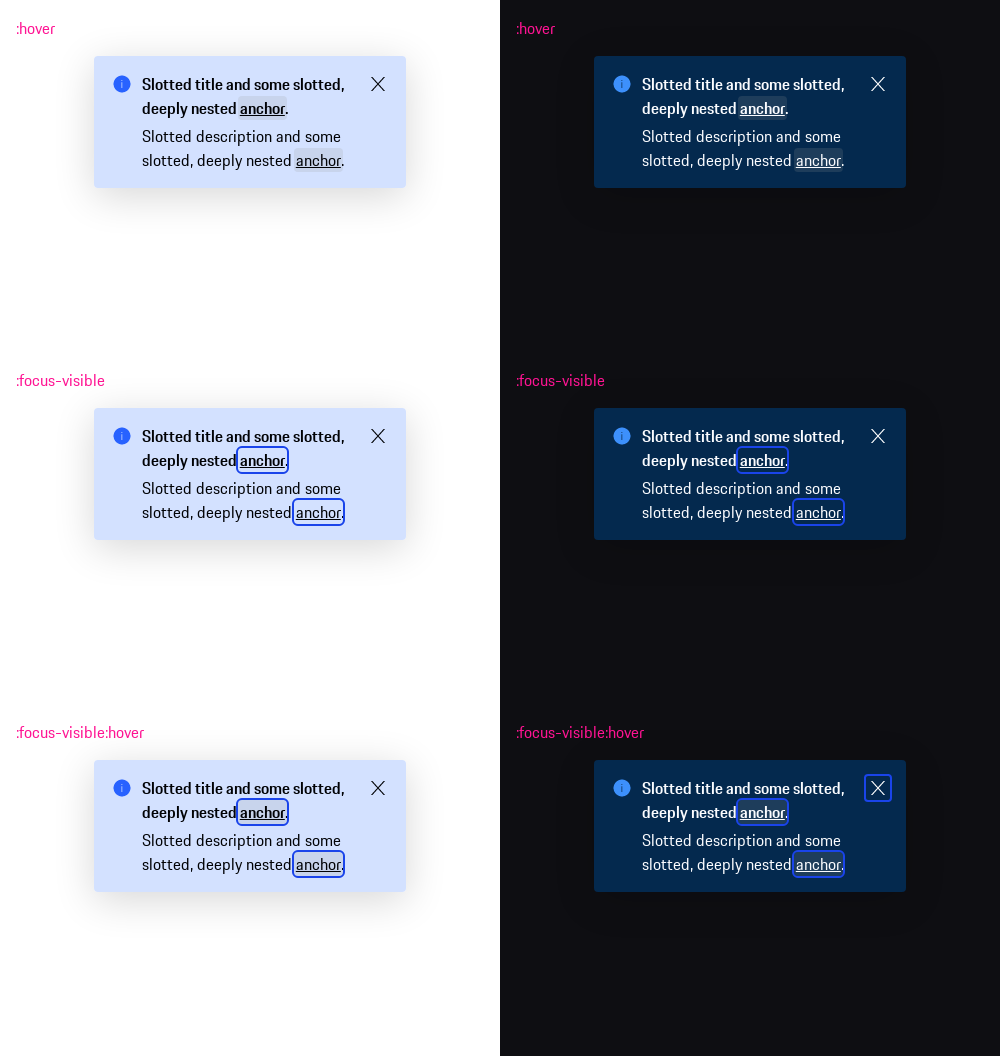 :hover
Slotted title and some slotted,
deeply nested anchor.
Slotted description and some
slotted, deeply nested anchor.
:hover
Slotted title and some slotted,
deeply nested anchor.
Slotted description and some
slotted, deeply nested anchor.
:focus-visible
Slotted title and some slotted,
deeply nested anchor.
Slotted description and some
slotted, deeply nested anchor.
:focus-visible
Slotted title and some slotted,
deeply nested anchor.
Slotted description and some
slotted, deeply nested anchor.
:focus-visible:hover
Slotted title and some slotted,
deeply nested anchor.
Slotted description and some
slotted, deeply nested anchor.
:focus-visible:hover
Slotted title and some slotted,
deeply nested anchor.
Slotted description and some
slotted, deeply nested anchor.